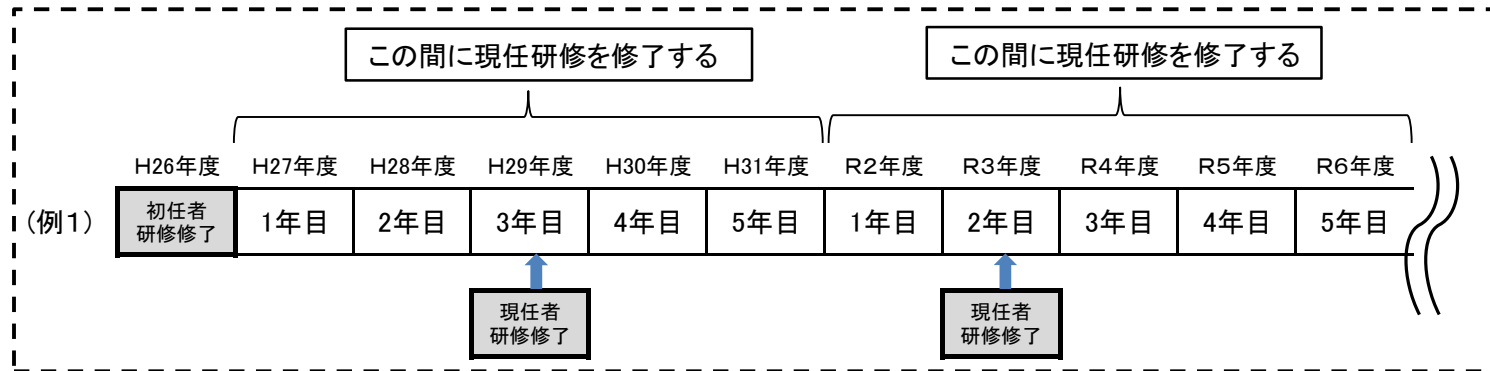 この間に現任研修を修了する
この間に現任研修を修了する
H26年度 H27年度 H28年度 H29年度 H30年度 H31年度 R2年度 R3年度 R4年度 R5年度 R6年度
(例1) 初任者 1年目 2年目 3年目 4年目 5年目 1年目 2年目 3年目 4年目 5年目
研修修了
現任者 現任者
研修修了 研修修了